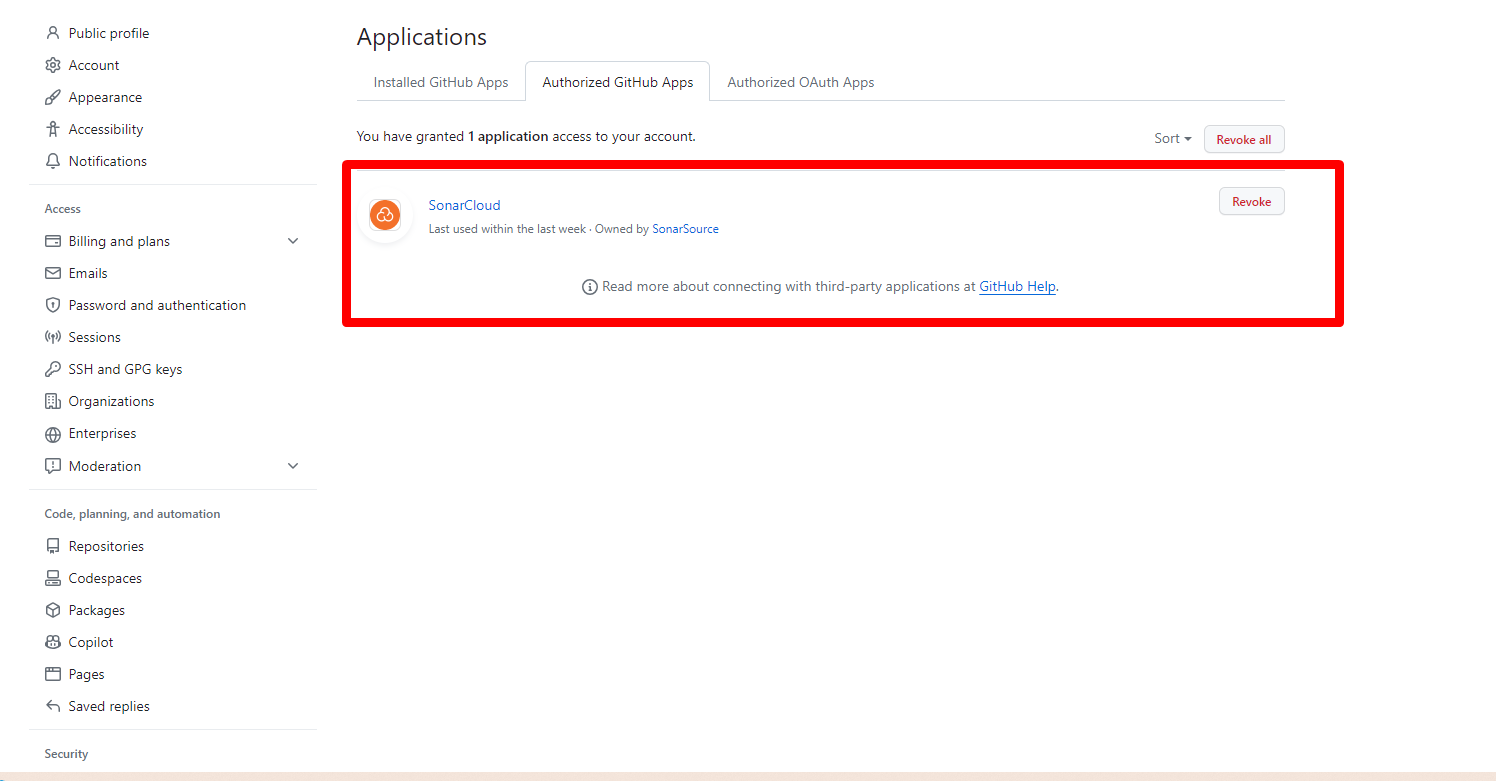 Public profile
Account
Appearance
Accessibility
Notifications
Access
Billing and plans
Emails
Password and authentication
Sessions
SSH and GPG keys
Organizations
Enterprises
Moderation
Code, planning, and automation
Repositories
Codespaces
Packages
Copilot
Pages
Saved replies
Security
Applications
Installed GitHub Apps
Authorized GitHub Apps
Authorized OAuth Apps
You have granted 1 application access to your account.
Sort
Revoke all
SonarCloud
Revoke
Last used within the last week · Owned by SonarSource
Read more about connecting with third-party applications at GitHub Help.